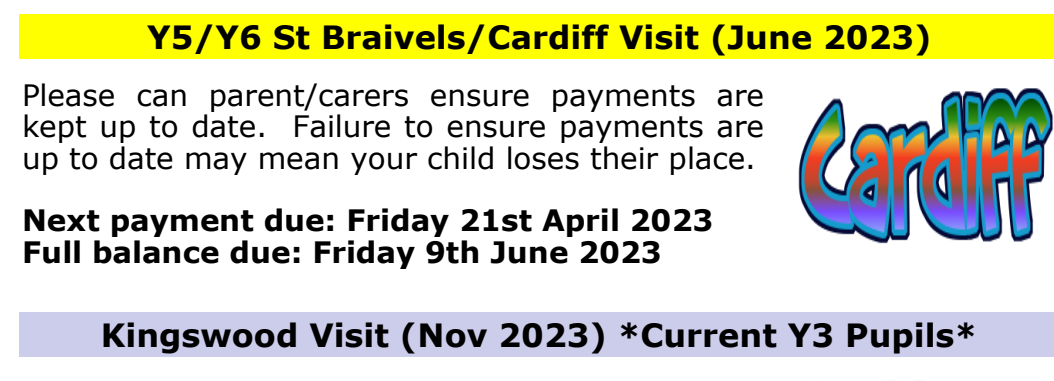 Y5/Y6 St Braivels/Cardiff Visit (June 2023)
Please can parent/carers ensure payments are
kept up to date. Failure to ensure payments are
up to date may mean your child loses their place.
Cardiff
Next payment due: Friday 21st April 2023
Full balance due: Friday 9th June 2023
Kingswood Visit (Nov 2023) *Current Y3 Pupils*